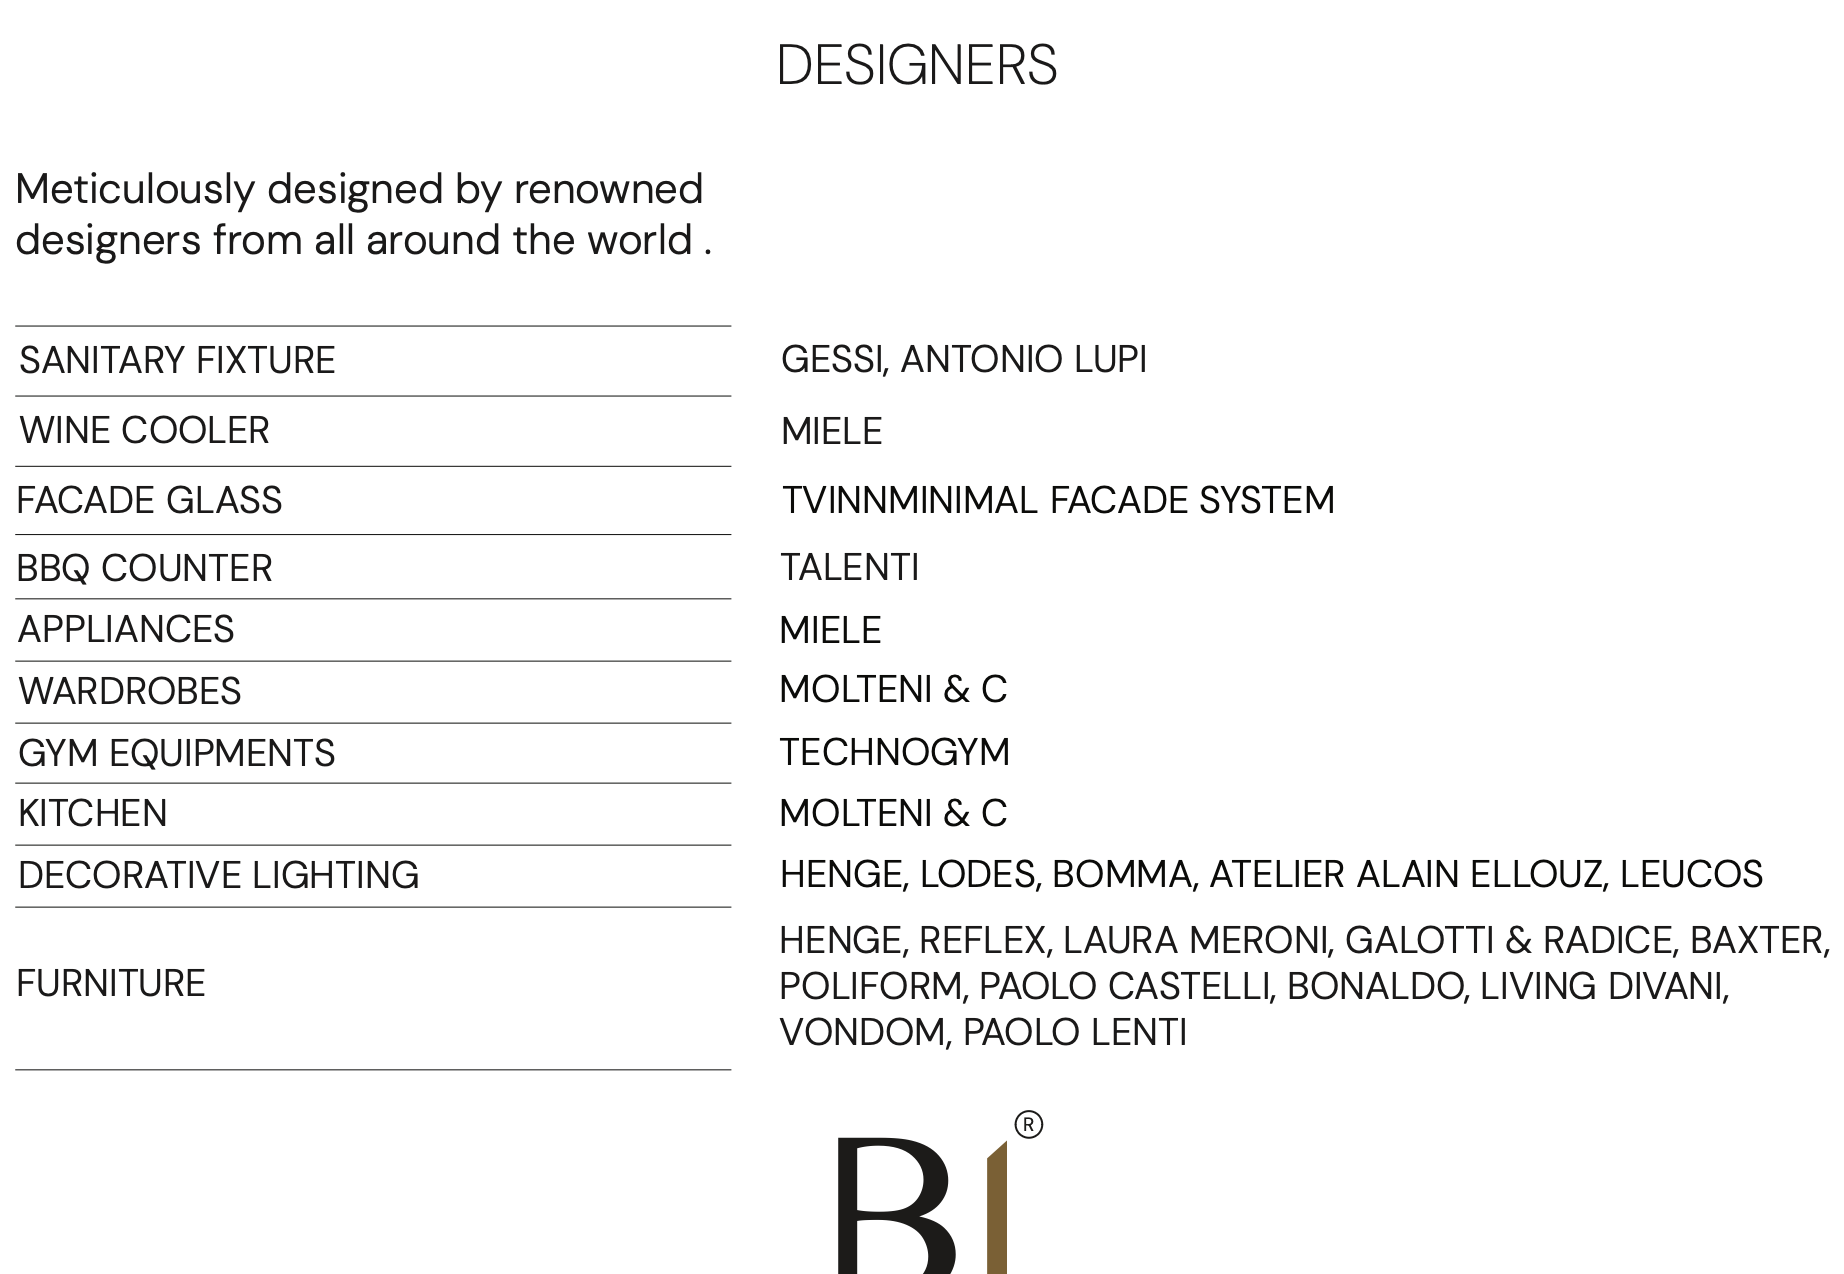 DESIGNERS
Meticulously designed by renowned
designers from all around the world .
SANITARY FIXTURE GESSI, ANTONIO LUPI
WINE COOLER MIELE
FACADE GLASS TVINNMINIMAL FACADE SYSTEM
BBQ COUNTER TALENTI
APPLIANCES MIELE
WARDROBES MOLTENI & C
GYM EQUIPMENTS TECHNOGYM
KITCHEN MOLTENI & C
DECORATIVE LIGHTING HENGE, LODES, BOMMA, ATELIER ALAIN ELLOUZ, LEUCOS
FURNITURE HENGE, REFLEX, LAURA MERONI, GALOTTI & RADICE, BAXTER,
POLIFORM, PAOLO CASTELLI, BONALDO, LIVING DIVANI,
VONDOM, PAOLO LENTI
B1®